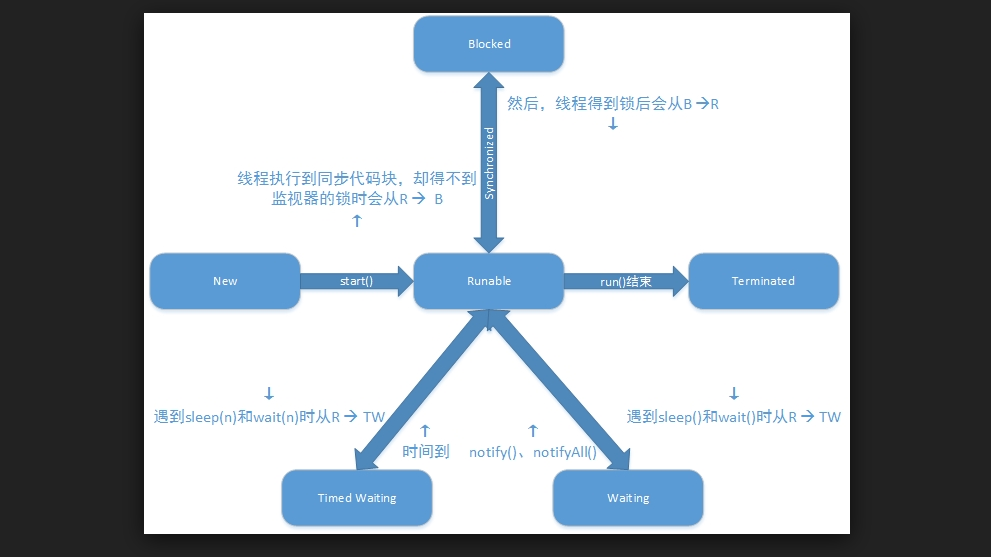 Blocked
然后，线程得到锁后会从B→R
↓
Synchronized
线程执行到同步代码块，却得不到
监视器的锁时会从R→ B
↑
New
start()
Runable
run()结束
Terminated
↓
遇到sleep(n)和wait(n)时从R→ TW
↓
遇到sleep()和wait()时从R→ TW
↑
时间到
↑
notify()、notifyAll()
Timed Waiting
Waiting